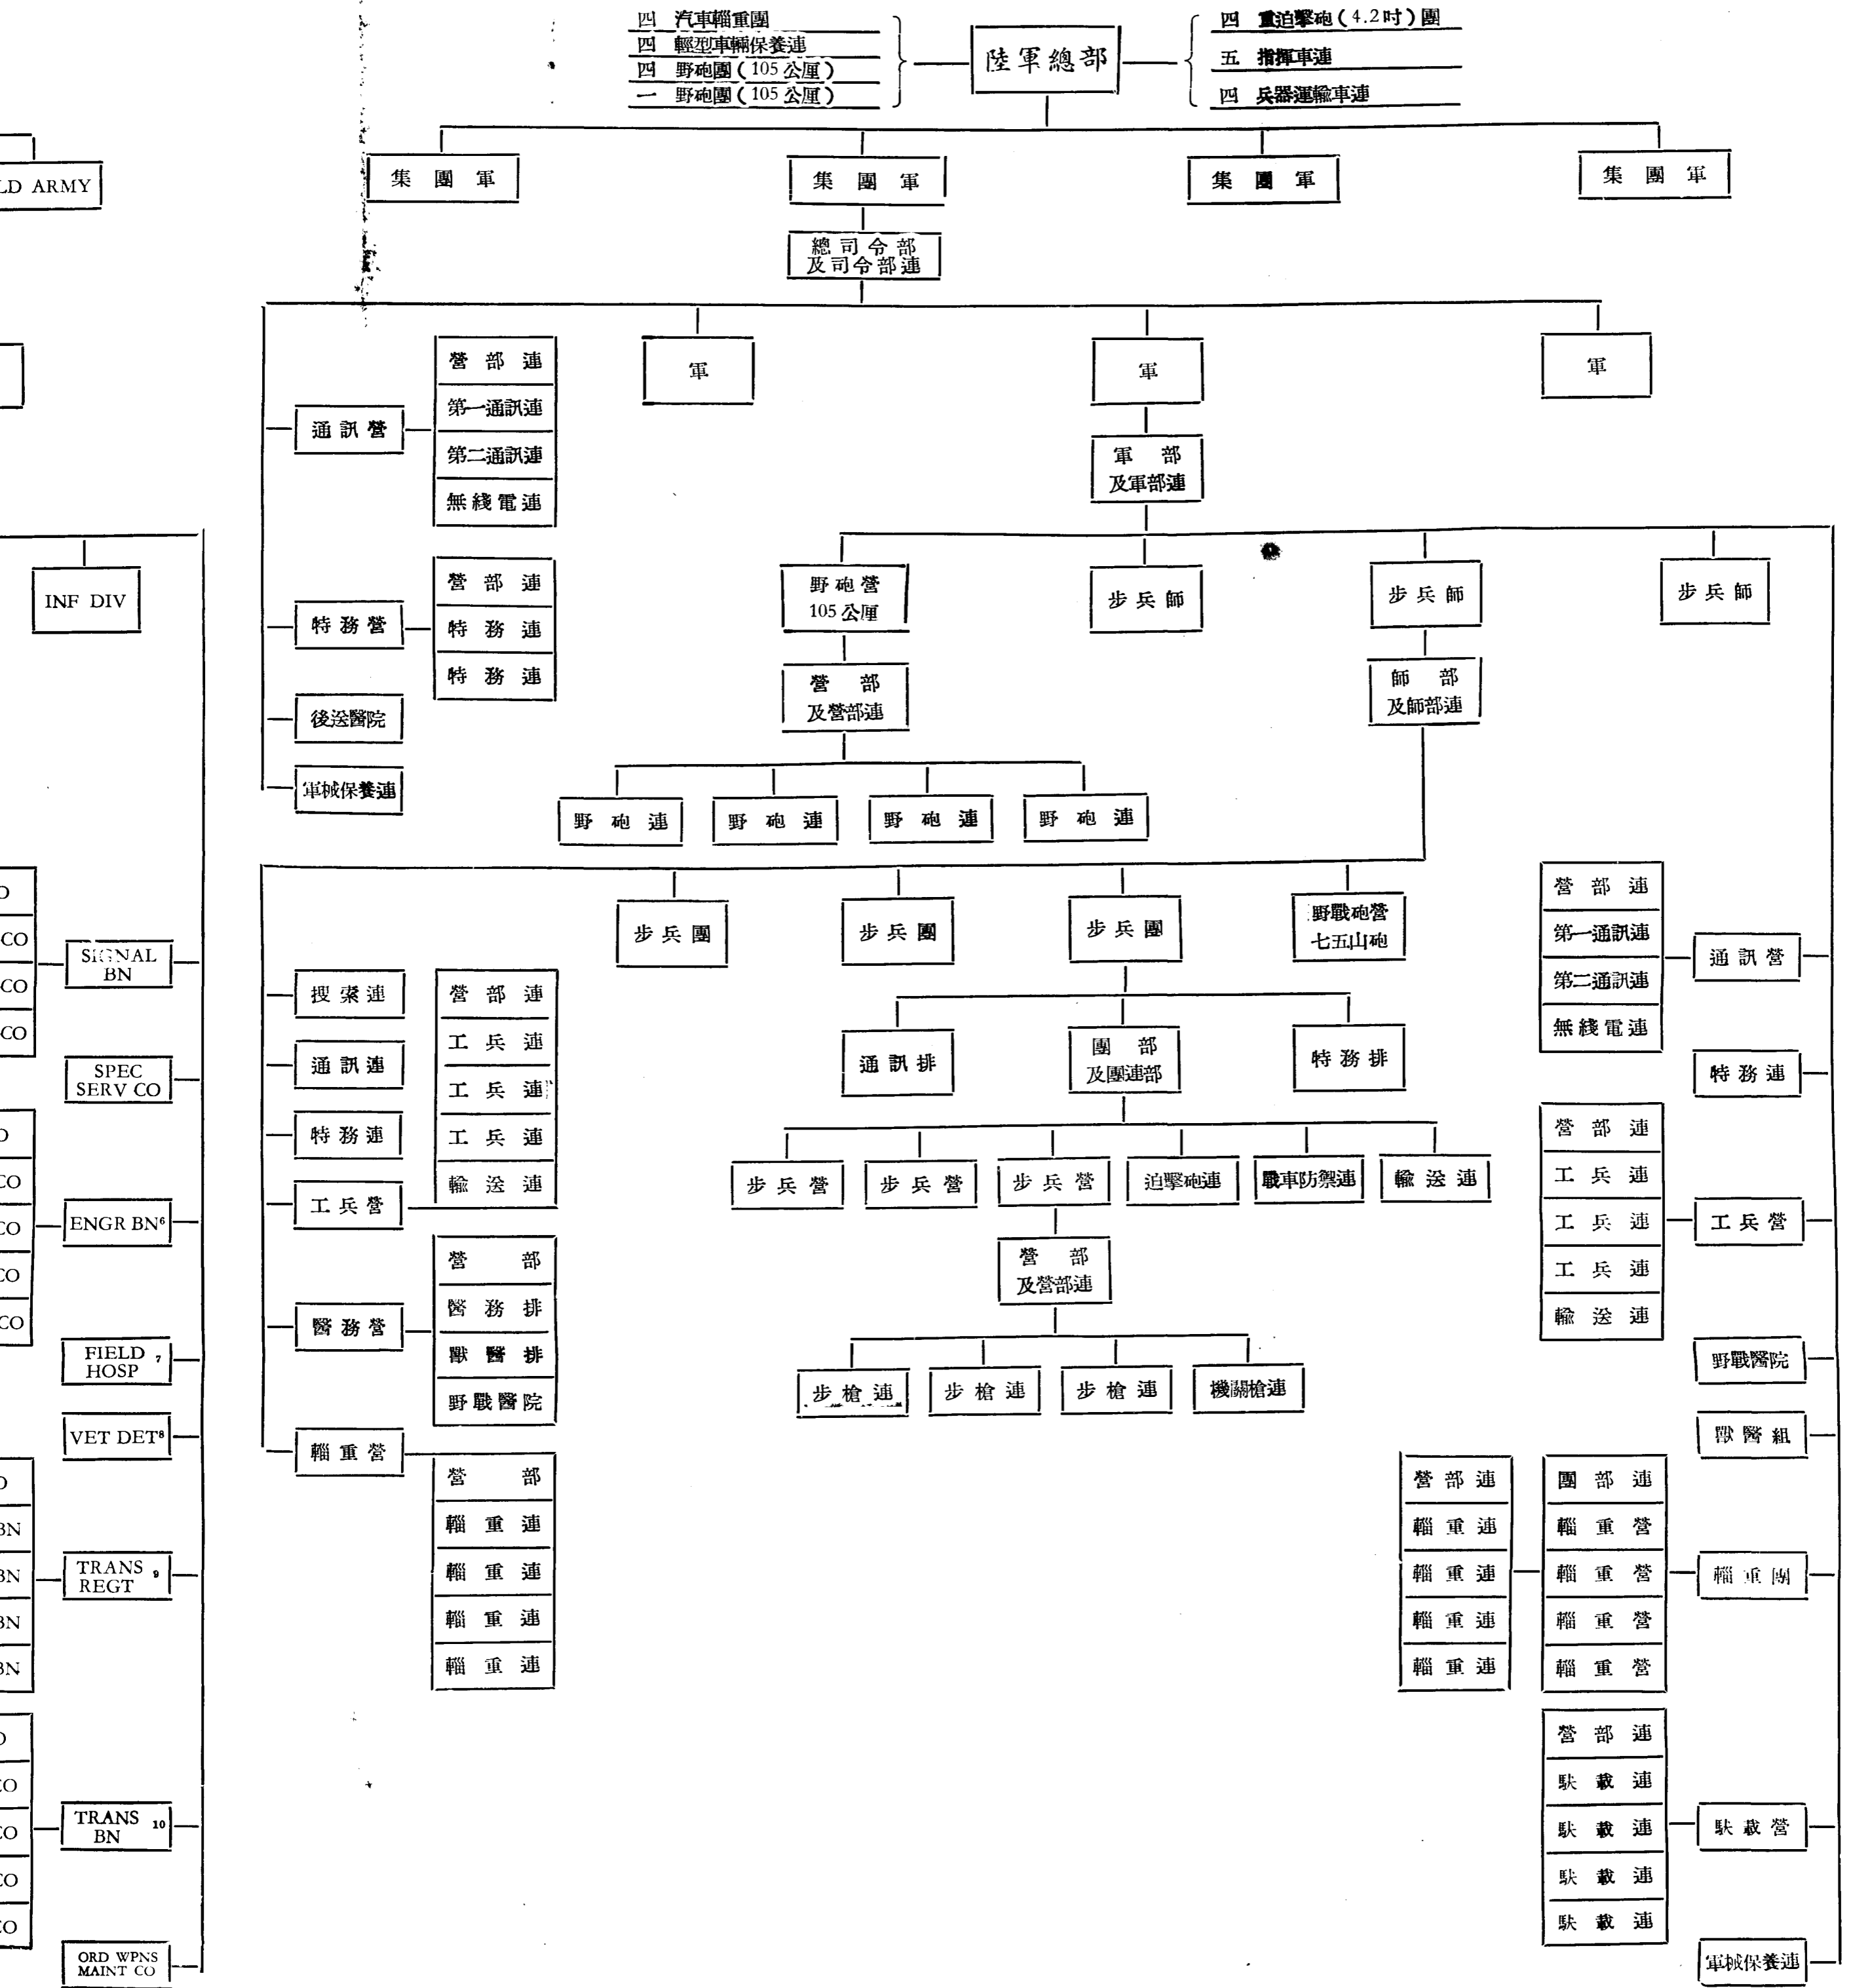 四 汽車輜重團
四 輕型車輛保養連
四 野砲團(105公厘)
一 野砲團(105公厘)
陸軍總部
四 重迫擊砲(4.2吋)團
五 指揮車連
四 兵器運輸車連
LD ARMY
集團軍
集團軍
集團軍
集團軍
總司令部
及司令部連
軍
軍
軍
通訊營
營部連
第一通訊連
第二通訊連
無綫電連
特務營
營部連
特務連
特務連
後送醫院
軍械保養連
軍部
及軍部連
野砲營
105公厘
步兵師
步兵師
步兵師
營部
及營部連
師部
及師部連
野砲連
野砲連
野砲連
野砲連
步兵團
步兵團
步兵團
野戰砲營
七五山砲
搜索連
通訊連
特務連
工兵營
營部連
工兵連
工兵連
工兵連
輸送連
醫務營
營部
醫務排
獸醫排
野戰醫院
輜重營
營部
輜重連
輜重連
輜重連
輜重連
通訊排
團部
及團連部
特務排
步兵營
步兵營
步兵營
迫擊砲連
戰車防禦連
輸送連
營部
及營部連
步槍連
步槍連
步槍連
機關槍連
營部連
第一通訊連
第二通訊連
無綫電連
通訊營
特務連
營部連
工兵連
工兵連
工兵連
輸送連
工兵營
野戰醫院
獸醫組
營部連
輜重連
輜重連
輜重連
輜重連
團部連
輜重營
輜重營
輜重營
輜重營
輜重團
營部連
馱載連
馱載連
馱載連
馱載連
馱載營
軍械保養連
INF DIV
O
CO
CO
CO
SIGNAL
BN
SPEC
SERV CO
O
CO
CO
CO
CO
ENGR BN⁶
FIELD 7
HOSP
VET DET⁸
O
BN
BN
BN
BN
TRANS 9
REGT
O
CO
CO
CO
CO
TRANS 10
BN
ORD WPNS
MAINT CO